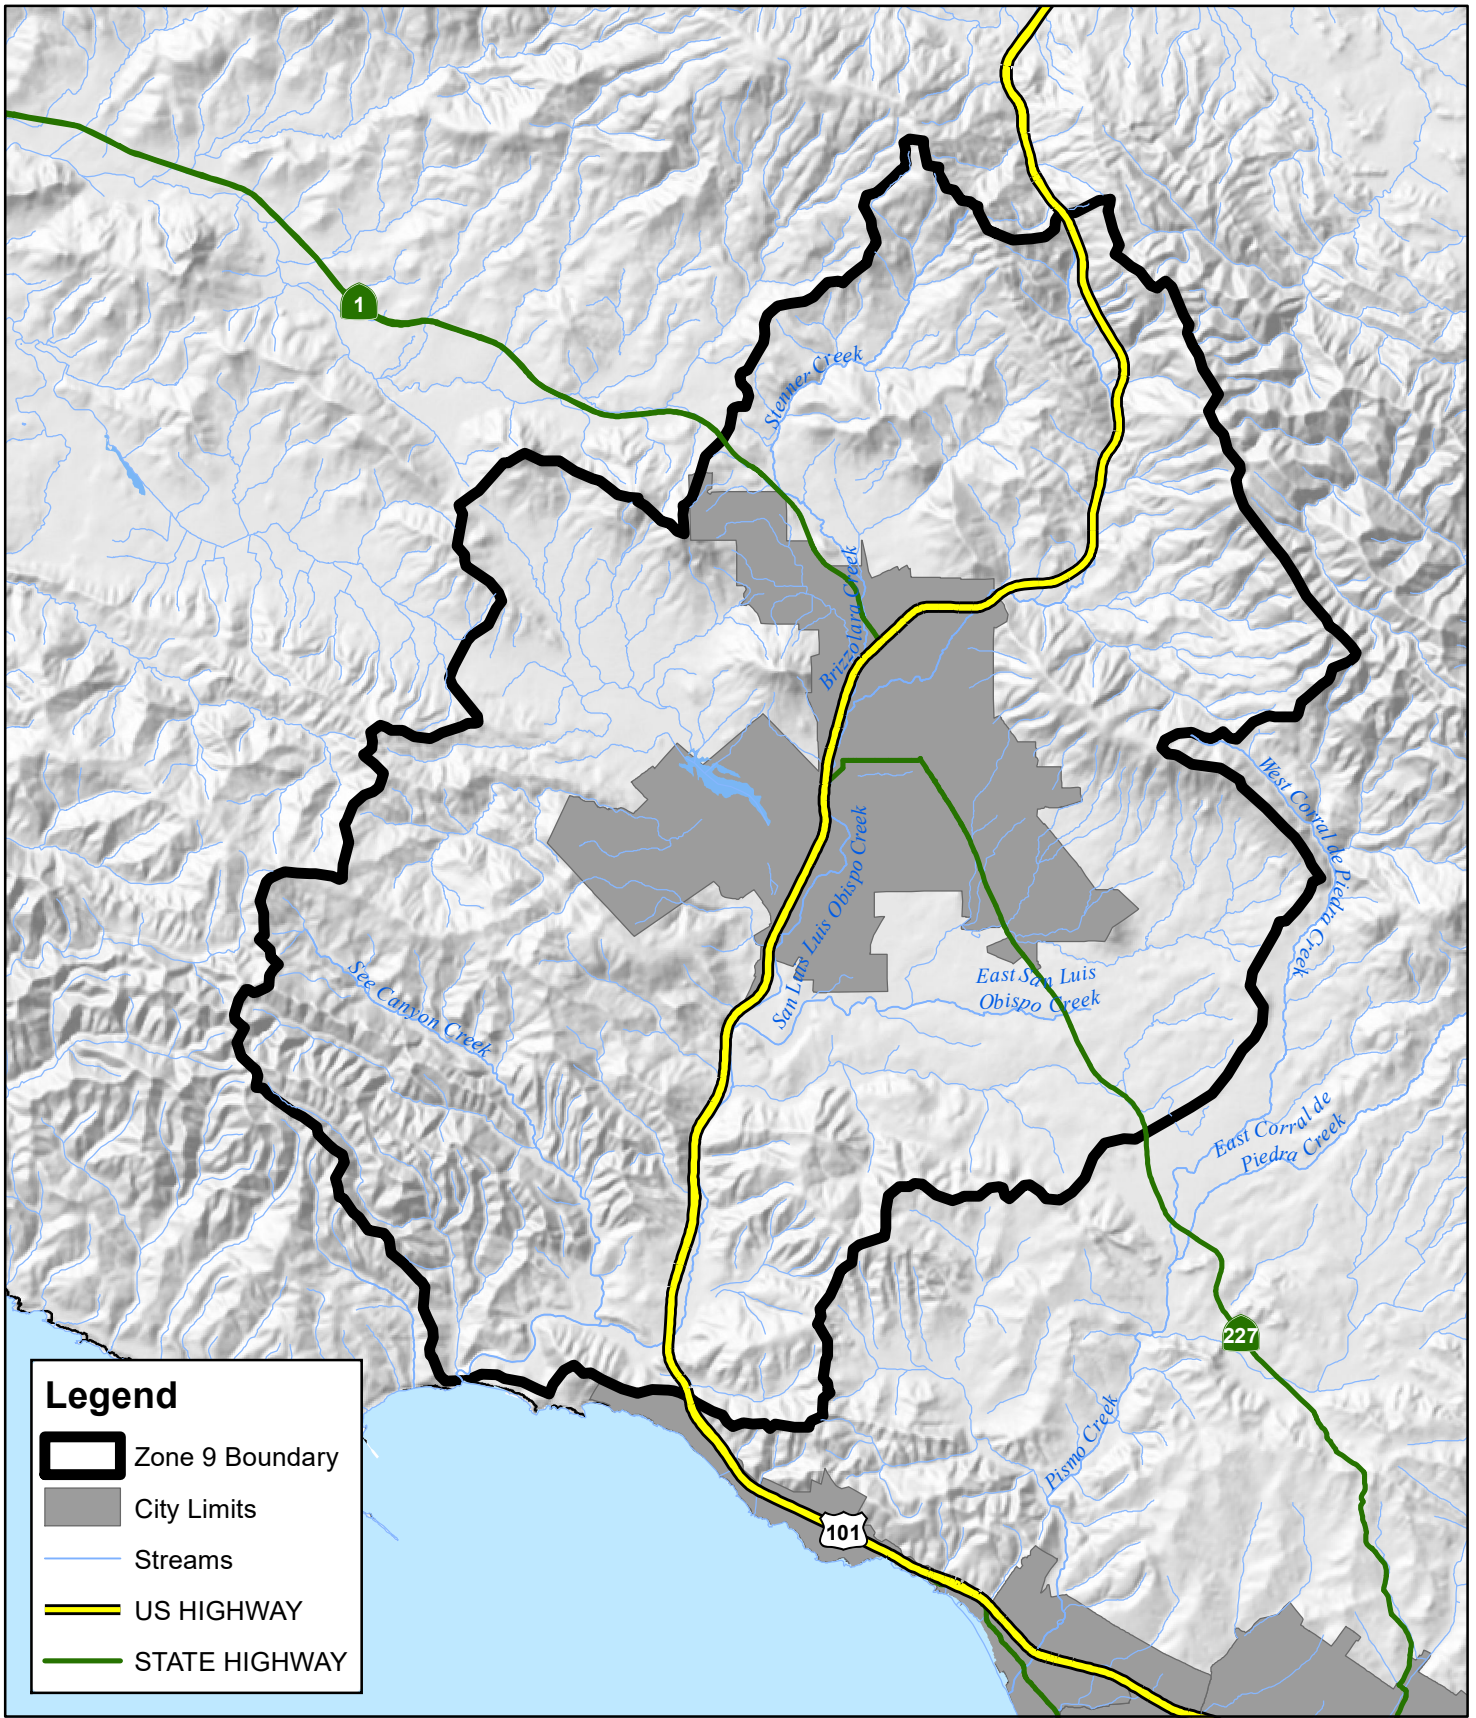 1
Stenner Creek
Brizzolara Creek
West Corral de Piedra Creek
San Luis Obispo Creek
See Canyon Creek
East San Luis
Obispo Creek
East Corral de
Piedra Creek
227
Pismo Creek
101
Legend
Zone 9 Boundary
City Limits
Streams
US HIGHWAY
STATE HIGHWAY